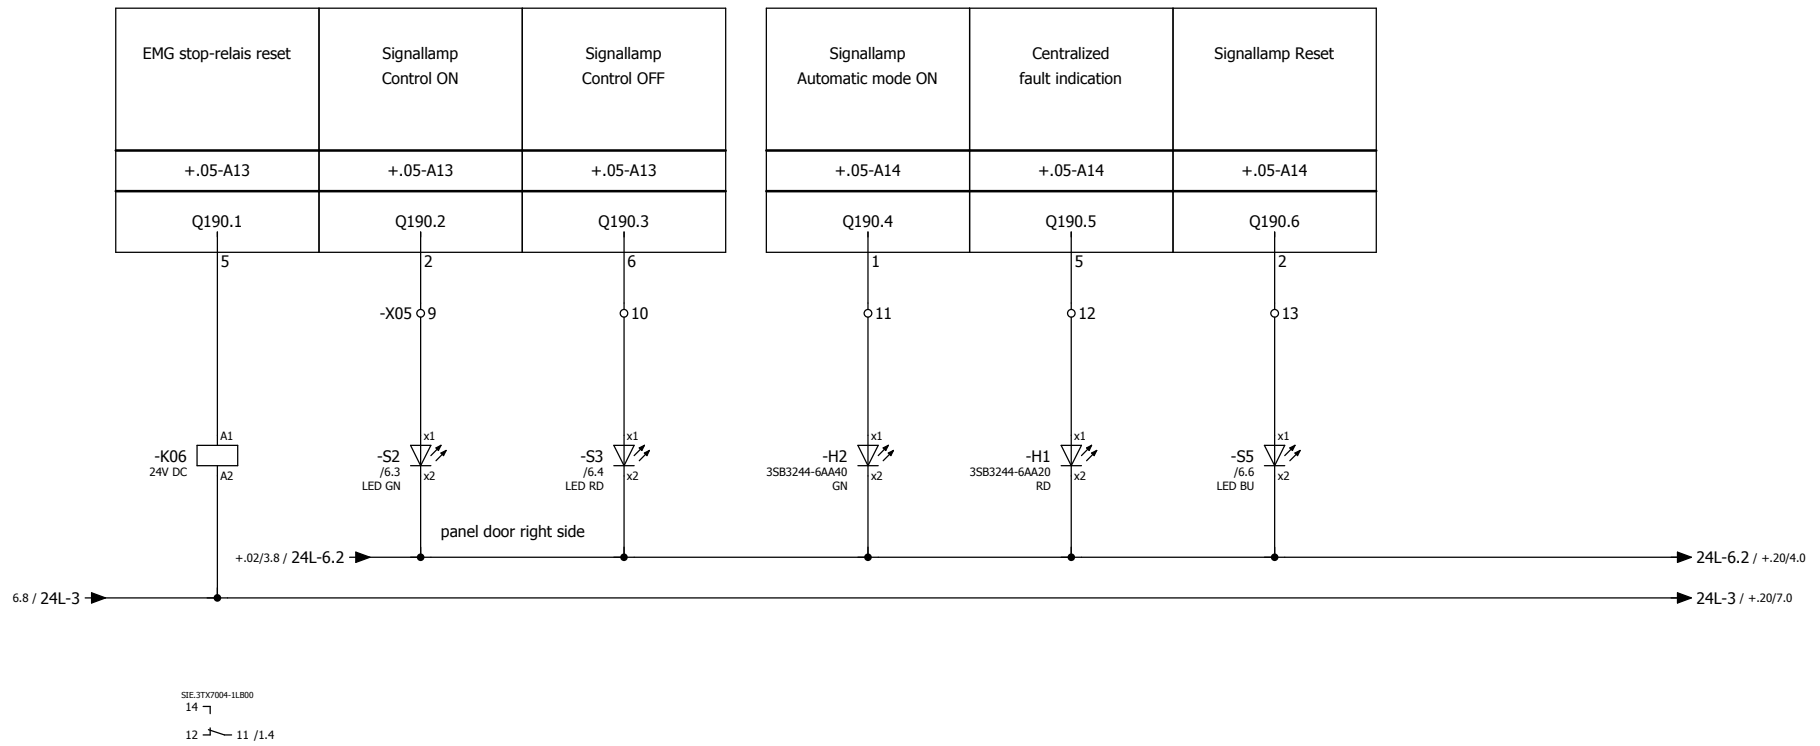 EMG stop-relais reset
Signallamp
Control ON
Signallamp
Control OFF
Signallamp
Automatic mode ON
Centralized
fault indication
Signallamp Reset
+.05-A13
+.05-A13
+.05-A13
+.05-A14
+.05-A14
+.05-A14
Q190.1
Q190.2
Q190.3
Q190.4
Q190.5
Q190.6
5
2
6
1
5
2
-X05
9
10
11
12
13
-K06
24V DC
A1
A2
-S2
/6.3
LED GN
x1
x2
-S3
/6.4
LED RD
x1
x2
-H2
3SB3244-6AA40
GN
x1
x2
-H1
3SB3244-6AA20
RD
x1
x2
-S5
/6.6
LED BU
x1
x2
panel door right side
+.02/3.8 / 24L-6.2
24L-6.2 / +.20/4.0
6.8 / 24L-3
24L-3 / +.20/7.0
SIE.3TX7004-1LB00
14
12
11 /1.4